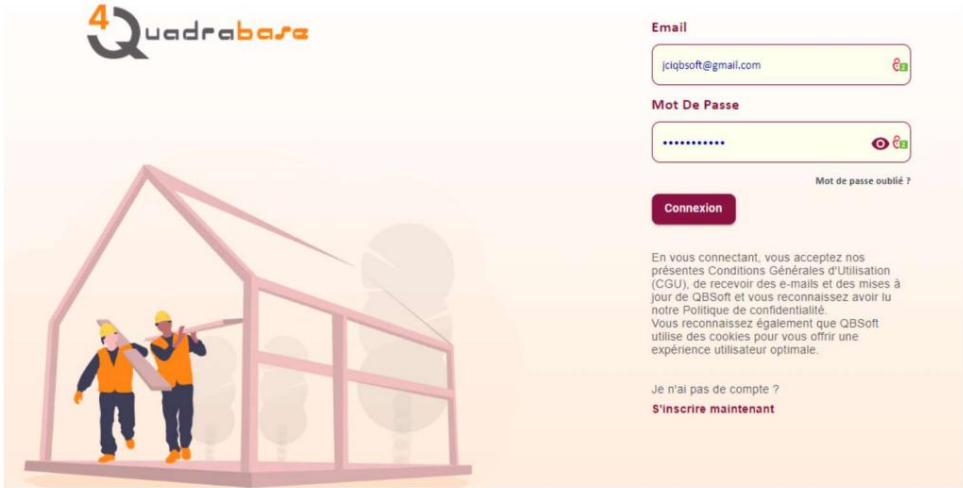 4Quadrabase
Email
jciqbsoft@gmail.com
Mot De Passe
•••••••••••
Mot de passe oublié ?
Connexion
En vous connectant, vous acceptez nos
présentes Conditions Générales d'Utilisation
(CGU), de recevoir des e-mails et des mises à
jour de QBSoft et vous reconnaissez avoir lu
notre Politique de confidentialité.
Vous reconnaissez également que QBSoft
utilise des cookies pour vous offrir une
expérience utilisateur optimale.
Je n'ai pas de compte ?
S'inscrire maintenant